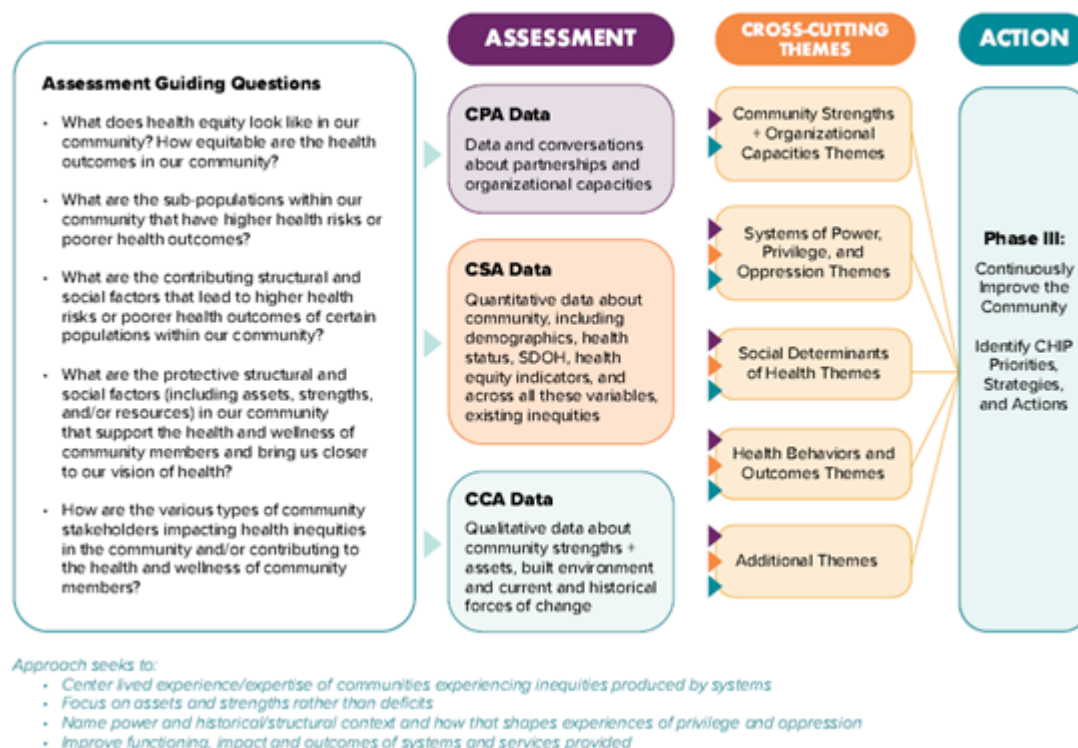 ASSESSMENT
CROSS-CUTTING
THEMES
ACTION
Assessment Guiding Questions
• What does health equity look like in our
community? How equitable are the health
outcomes in our community?
• What are the sub-populations within our
community that have higher health risks or
poorer health outcomes?
• What are the contributing structural and
social factors that lead to higher health
risks or poorer health outcomes of certain
populations within our community?
• What are the protective structural and
social factors (including assets, strengths,
and/or resources) in our community
that support the health and wellness of
community members and bring us closer
to our vision of health?
• How are the various types of community
stakeholders impacting health inequities
in the community and/or contributing to
the health and wellness of community
members?
CPA Data
Data and conversations
about partnerships and
organizational capacities
CSA Data
Quantitative data about
community, including
demographics, health
status, SDOH, health
equity indicators, and
across all these variables,
existing inequities
CCA Data
Qualitative data about
community strengths +
assets, built environment
and current and historical
forces of change
Community Strengths
+ Organizational
Capacities Themes
Systems of Power,
Privilege, and
Oppression Themes
Social Determinants
of Health Themes
Health Behaviors and
Outcomes Themes
Additional Themes
Phase III:
Continuously
Improve the
Community
Identify CHIP
Priorities,
Strategies,
and Actions
Approach seeks to:
• Center lived experience/expertise of communities experiencing inequities produced by systems
• Focus on assets and strengths rather than deficits
• Name power and historical/structural context and how that shapes experiences of privilege and oppression
• Improve functioning, impact and outcomes of systems and services provided